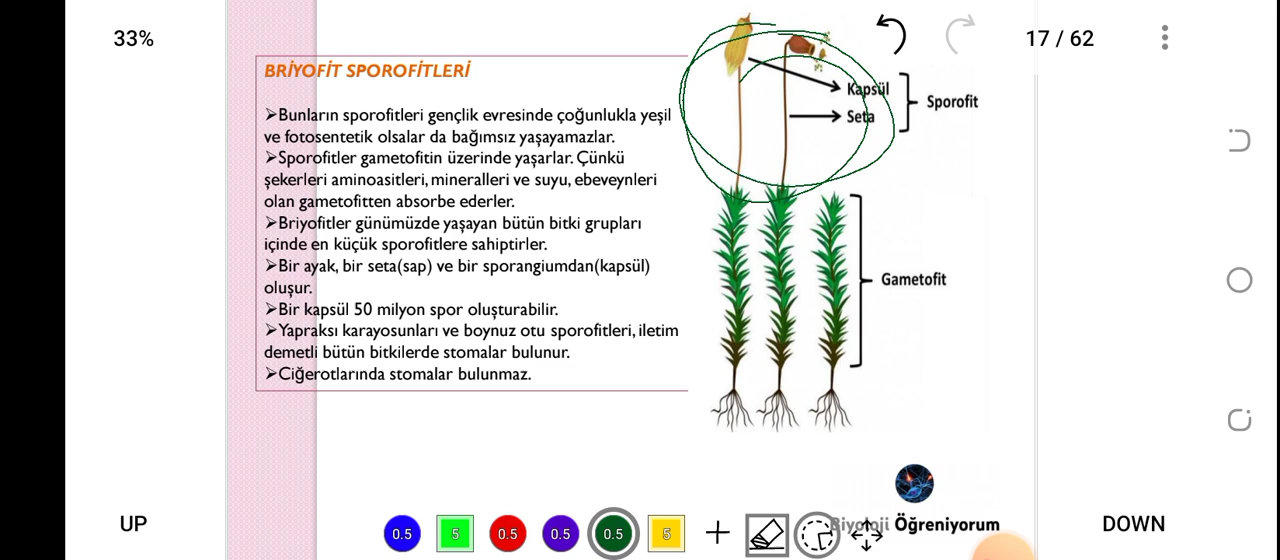 33%
17 / 62
BRİYOFİT SPOROFİTLERİ
➢Bunların sporofitleri gençlik evresinde çoğunlukla yeşil
ve fotosentetik olsalar da bağımsız yaşayamazlar.
➢Sporofitler gametofitin üzerinde yaşarlar. Çünkü
şekerleri aminoasitleri, mineralleri ve suyu, ebeveynleri
olan gametofitten absorbe ederler.
➢Briyofitler günümüzde yaşayan bütün bitki grupları
içinde en küçük sporofitlere sahiptirler.
➢Bir ayak, bir seta(sap) ve bir sporangiumdan(kapsül)
oluşur.
➢Bir kapsül 50 milyon spor oluşturabilir.
➢Yapraksı karayosunları ve boynuz otu sporofitleri, iletim
demetli bütün bitkilerde stomalar bulunur.
➢Ciğerotlarında stomalar bulunmaz.
Kapsül
Seta
Sporofit
Gametofit
Biyoloji Öğreniyorum
UP
0.5 5 0.5 0.5 0.5 5
DOWN